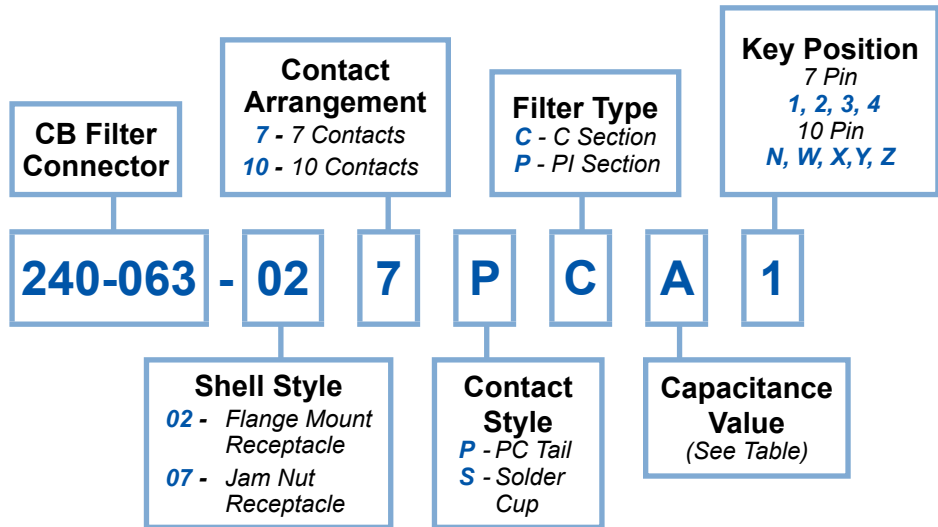 CB Filter
Connector
Contact
Arrangement
7 - 7 Contacts
10 - 10 Contacts
Filter Type
C - C Section
P - PI Section
Key Position
7 Pin
1, 2, 3, 4
10 Pin
N, W, X,Y, Z
240-063 - 02 7 P C A 1
Shell Style
02 - Flange Mount
Receptacle
07 - Jam Nut
Receptacle
Contact
Style
P - PC Tail
S - Solder
Cup
Capacitance
Value
(See Table)